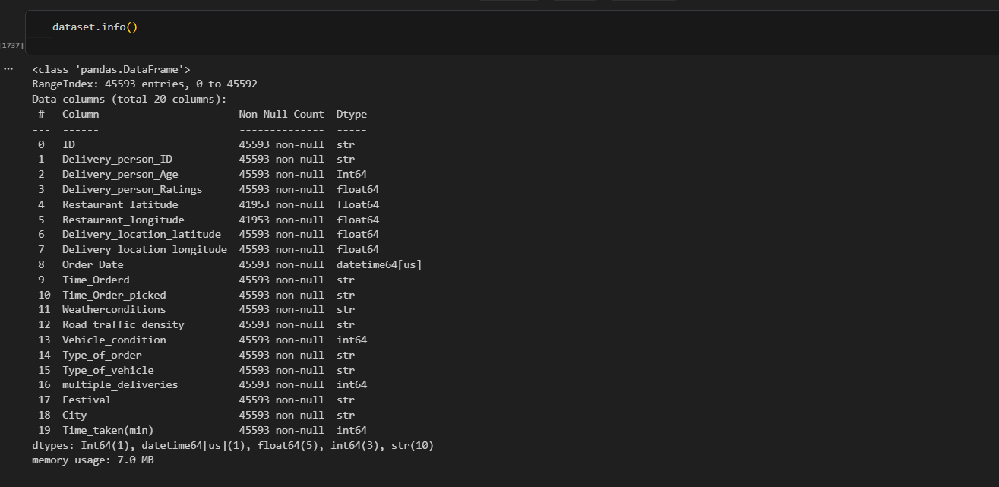 dataset.info()
[1737]
...
<class 'pandas.DataFrame'>
RangeIndex: 45593 entries, 0 to 45592
Data columns (total 20 columns):
 #   Column                       Non-Null Count  Dtype
---  ------                       --------------  -----
 0   ID                           45593 non-null  str
 1   Delivery_person_ID           45593 non-null  str
 2   Delivery_person_Age          45593 non-null  Int64
 3   Delivery_person_Ratings      45593 non-null  float64
 4   Restaurant_latitude          41953 non-null  float64
 5   Restaurant_longitude         41953 non-null  float64
 6   Delivery_location_latitude   45593 non-null  float64
 7   Delivery_location_longitude  45593 non-null  float64
 8   Order_Date                   45593 non-null  datetime64[us]
 9   Time_Orderd                  45593 non-null  str
 10  Time_Order_picked            45593 non-null  str
 11  Weatherconditions            45593 non-null  str
 12  Road_traffic_density         45593 non-null  str
 13  Vehicle_condition            45593 non-null  int64
 14  Type_of_order                45593 non-null  str
 15  Type_of_vehicle              45593 non-null  str
 16  multiple_deliveries          45593 non-null  int64
 17  Festival                     45593 non-null  str
 18  City                         45593 non-null  str
 19  Time_taken(min)              45593 non-null  int64
dtypes: Int64(1), datetime64[us](1), float64(5), int64(3), str(10)
memory usage: 7.0 MB